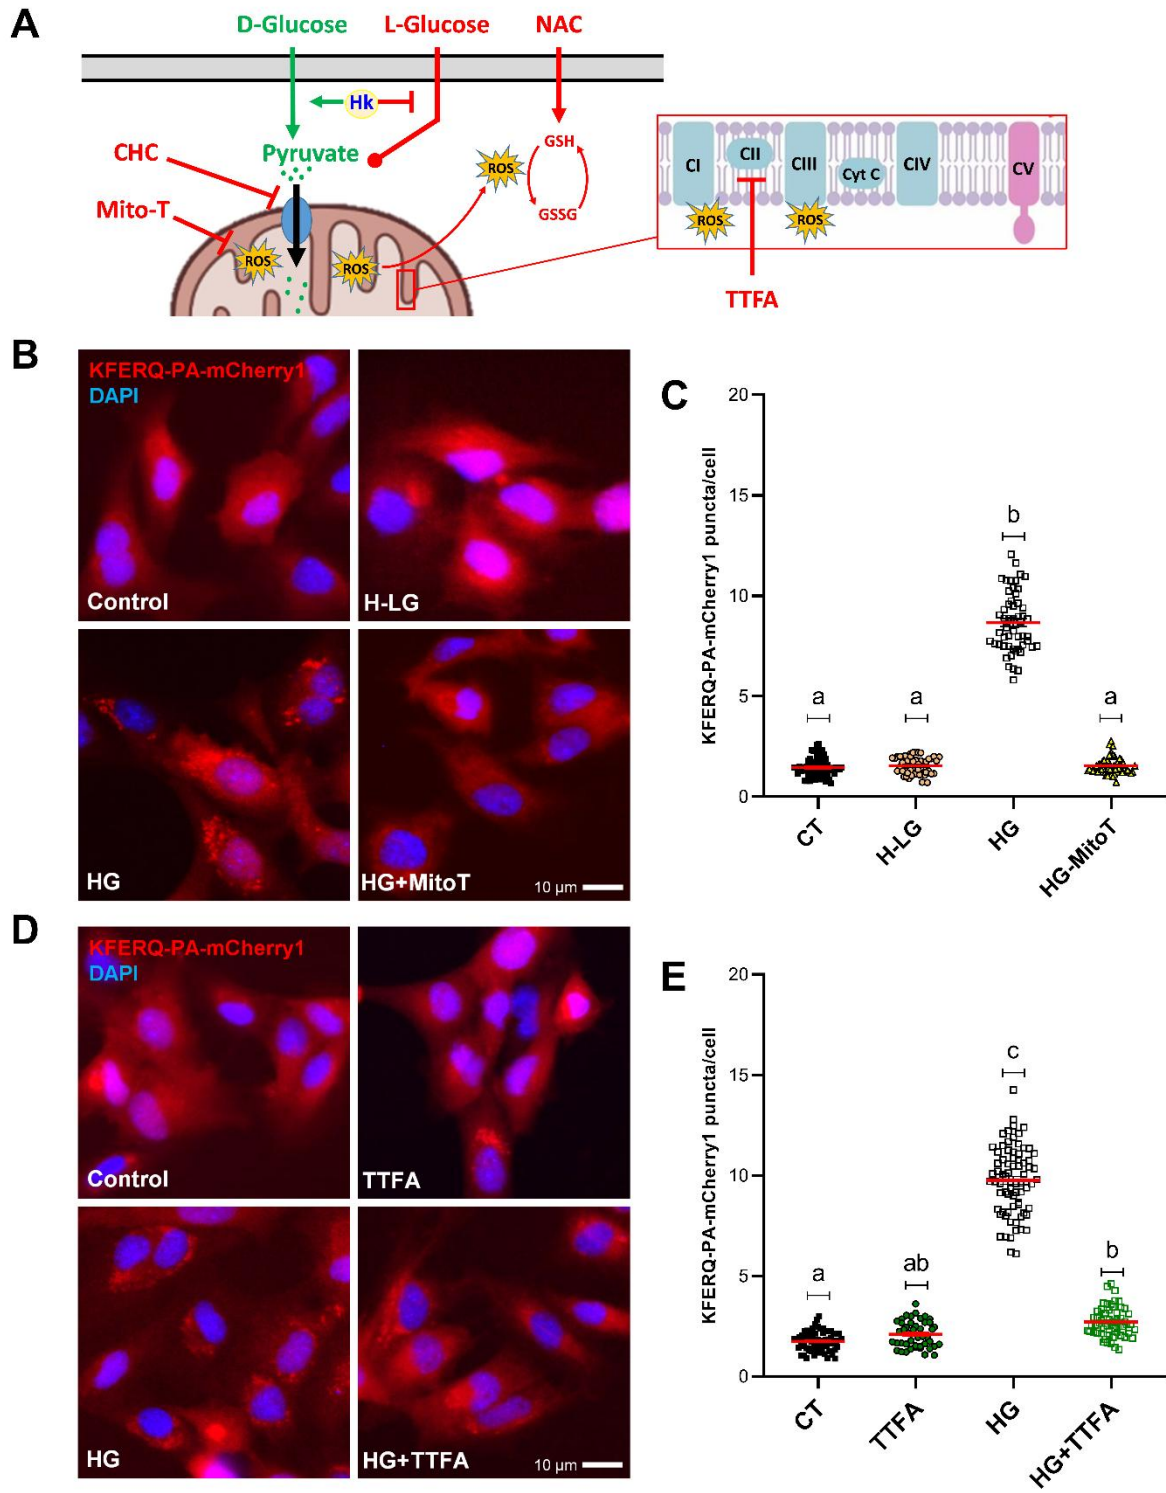 A
D-Glucose L-Glucose NAC
Hk
CHC
Pyruvate
Mito-T
ROS
GSH
GSSG
ROS
ROS
CI CII CIII Cyt C CIV CV
ROS ROS
TTFA
B
KFERQ-PA-mCherry1
DAPI
Control
H-LG
HG
HG+MitoT
10 µm
C
KFERQ-PA-mCherry1 puncta/cell
20
15
10
5
0
a
a
b
a
CT
H-LG
HG
HG-MitoT
D
KFERQ-PA-mCherry1
DAPI
Control
TTFA
HG
HG+TTFA
10 µm
E
KFERQ-PA-mCherry1 puncta/cell
20
15
10
5
0
a
ab
c
b
CT
TTFA
HG
HG+TTFA